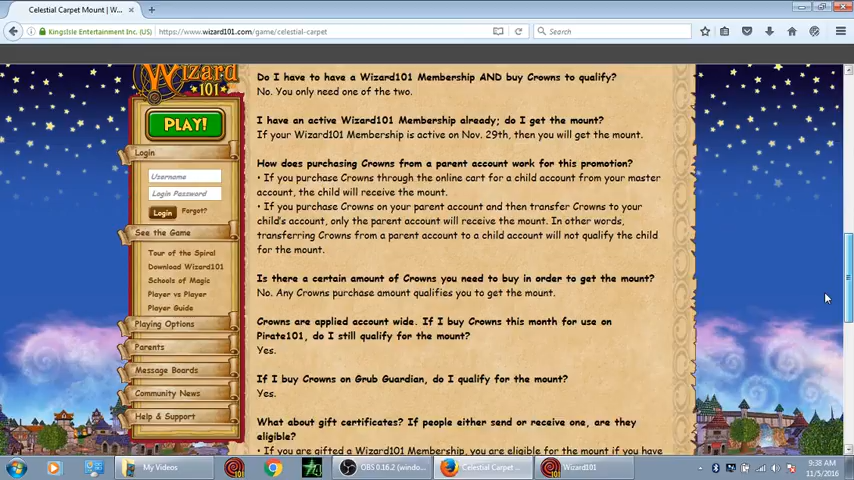 Celestial Carpet Mount | W...
KingsIsle Entertainment Inc. (US)
https://www.wizard101.com/game/celestial-carpet
Search
Wizard
101
PLAY!
Login
Username
Login Password
Login
Forgot?
See the Game
Tour of the Spiral
Download Wizard101
Schools of Magic
Player vs Player
Player Guide
Playing Options
Parents
Message Boards
Community News
Help & Support
Do I have to have a Wizard101 Membership AND buy Crowns to qualify?
No. You only need one of the two.
I have an active Wizard101 Membership already; do I get the mount?
If your Wizard101 Membership is active on Nov. 29th, then you will get the mount.
How does purchasing Crowns from a parent account work for this promotion?
• If you purchase Crowns through the online cart for a child account from your master
account, the child will receive the mount.
• If you purchase Crowns on your parent account and then transfer Crowns to your
child's account, only the parent account will receive the mount. In other words,
transferring Crowns from a parent account to a child account will not qualify the child
for the mount.
Is there a certain amount of Crowns you need to buy in order to get the mount?
No. Any Crowns purchase amount qualifies you to get the mount.
Crowns are applied account wide. If I buy Crowns this month for use on
Pirate101, do I still qualify for the mount?
Yes.
If I buy Crowns on Grub Guardian, do I qualify for the mount?
Yes.
What about gift certificates? If people either send or receive one, are they
eligible?
• If you are gifted a Wizard101 Membership, you are eligible for the mount if you have
My Videos
OBS 0.16.2 (windo...
Celestial Carpet ...
Wizard101
9:38 AM
11/5/2016